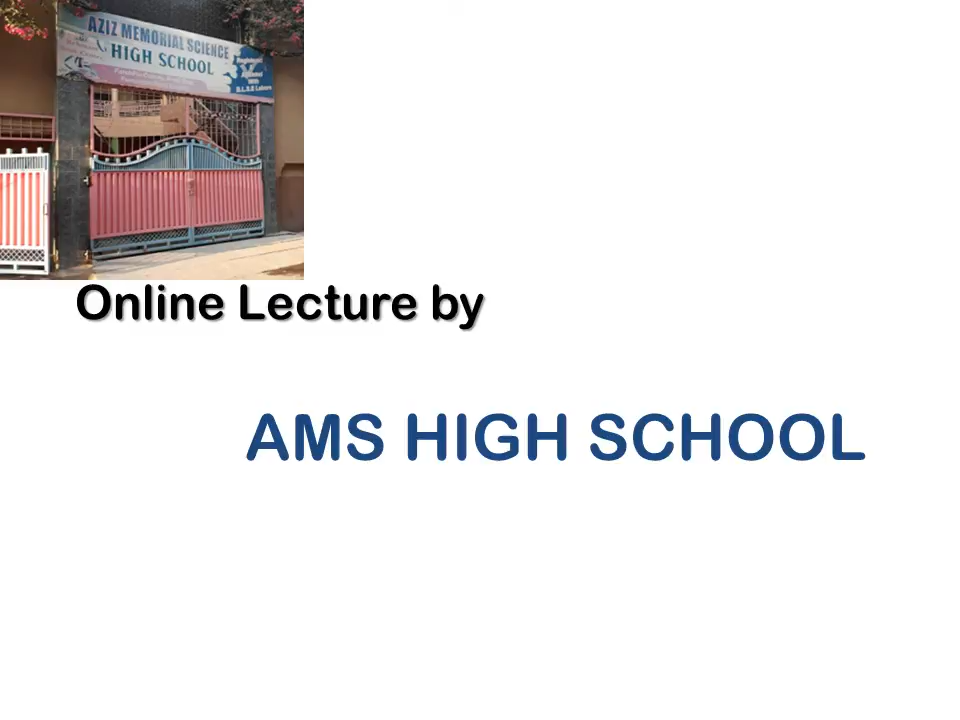 AZIZ MEMORIAL SCIENCE
HIGH SCHOOL
Online Lecture by
AMS HIGH SCHOOL